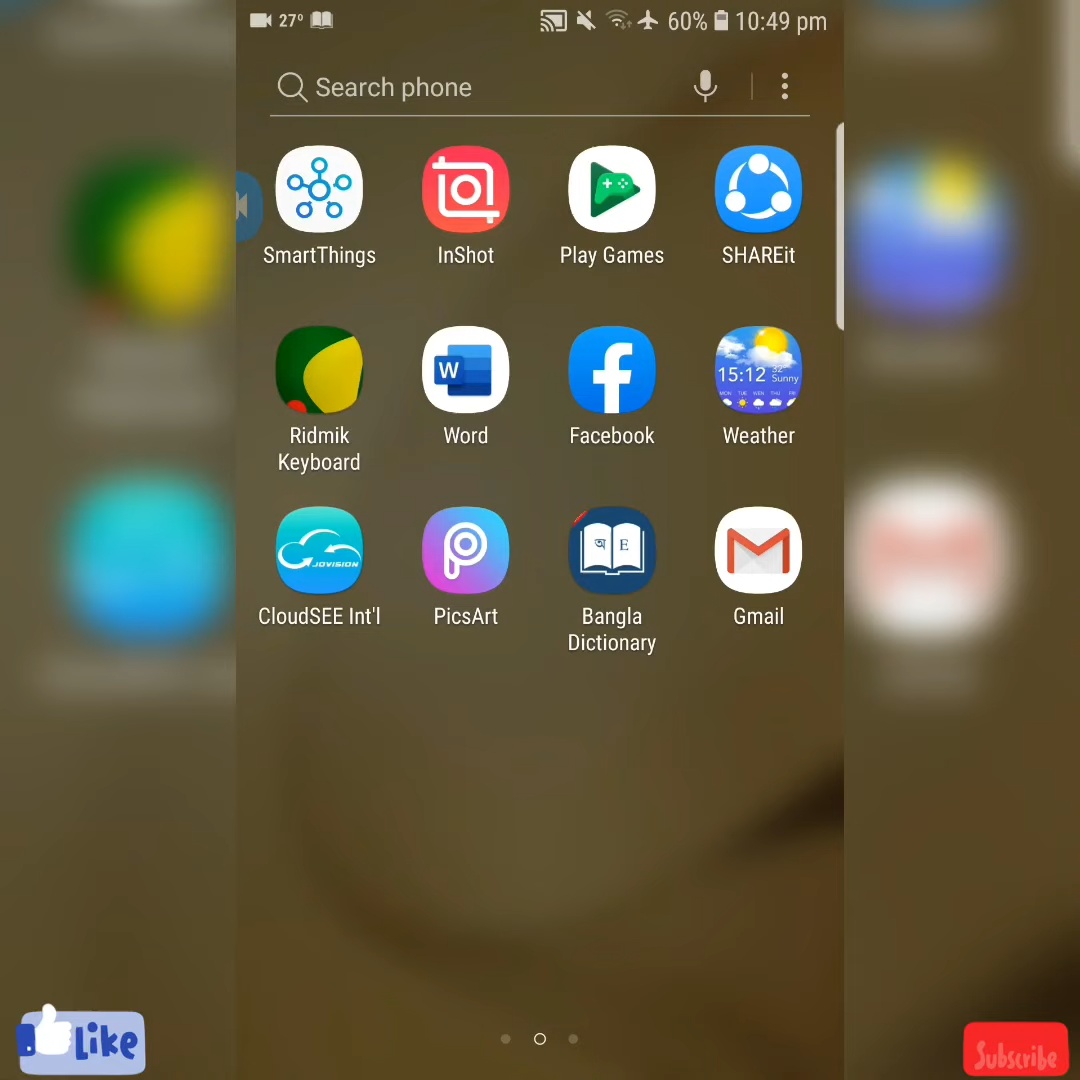 27° 60% 10:49 pm
Search phone
SmartThings InShot Play Games SHAREit
W
15:12 32° Sunny
MON TUE WED THU FRI
Ridmik Keyboard Word Facebook Weather
JOVISION
অ E
CloudSEE Int'l PicsArt Bangla Dictionary Gmail
Like
Subscribe